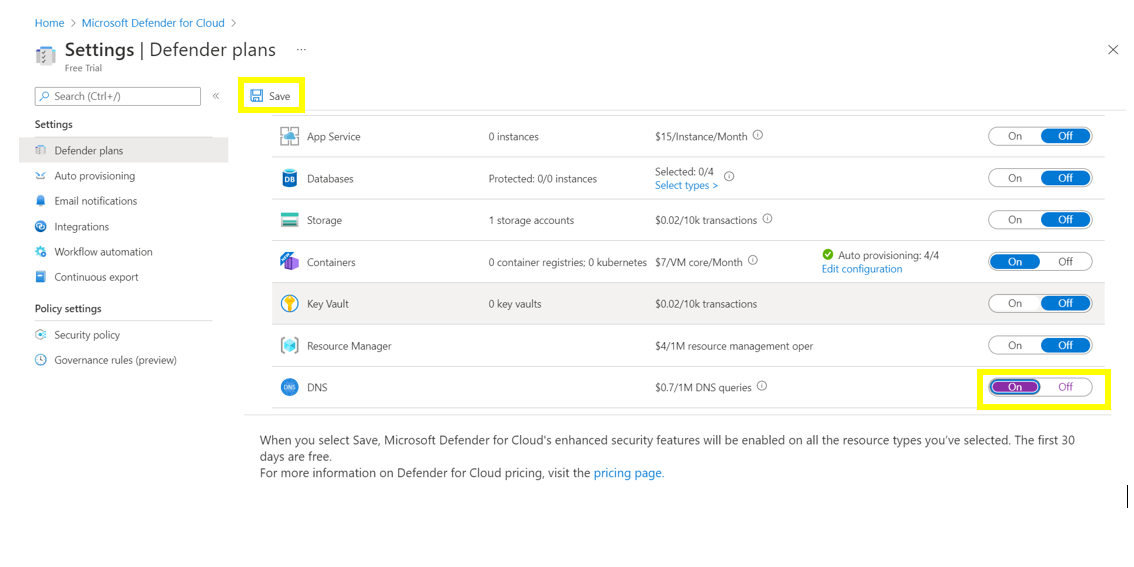 Home > Microsoft Defender for Cloud >
Settings | Defender plans ...
Free Trial
Search (Ctrl+/) «
Save
Settings
Defender plans
Auto provisioning
Email notifications
Integrations
Workflow automation
Continuous export
Policy settings
Security policy
Governance rules (preview)
App Service 0 instances $15/Instance/Month On Off
Databases Protected: 0/0 instances Selected: 0/4 On Off
Select types >
Storage 1 storage accounts $0.02/10k transactions On Off
Containers 0 container registries; 0 kubernetes $7/VM core/Month Auto provisioning: 4/4 On Off
Edit configuration
Key Vault 0 key vaults $0.02/10k transactions On Off
Resource Manager $4/1M resource management oper On Off
DNS DNS $0.7/1M DNS queries On Off
When you select Save, Microsoft Defender for Cloud's enhanced security features will be enabled on all the resource types you've selected. The first 30
days are free.
For more information on Defender for Cloud pricing, visit the pricing page.